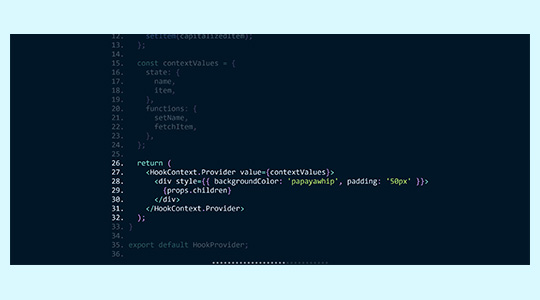 12. setItem(capitalizedItem);
13. };
14.
15. const contextValues = {
16. state: {
17. name,
18. item,
19. },
20. functions: {
21. setName,
22. fetchItem,
23. },
24. };
25.
26. return (
27. <HookContext.Provider value={contextValues}>
28. <div style={{ backgroundColor: 'papayawhip', padding: '50px' }}>
29. {props.children}
30. </div>
31. </HookContext.Provider>
32. );
33. }
34.
35. export default HookProvider;
36.